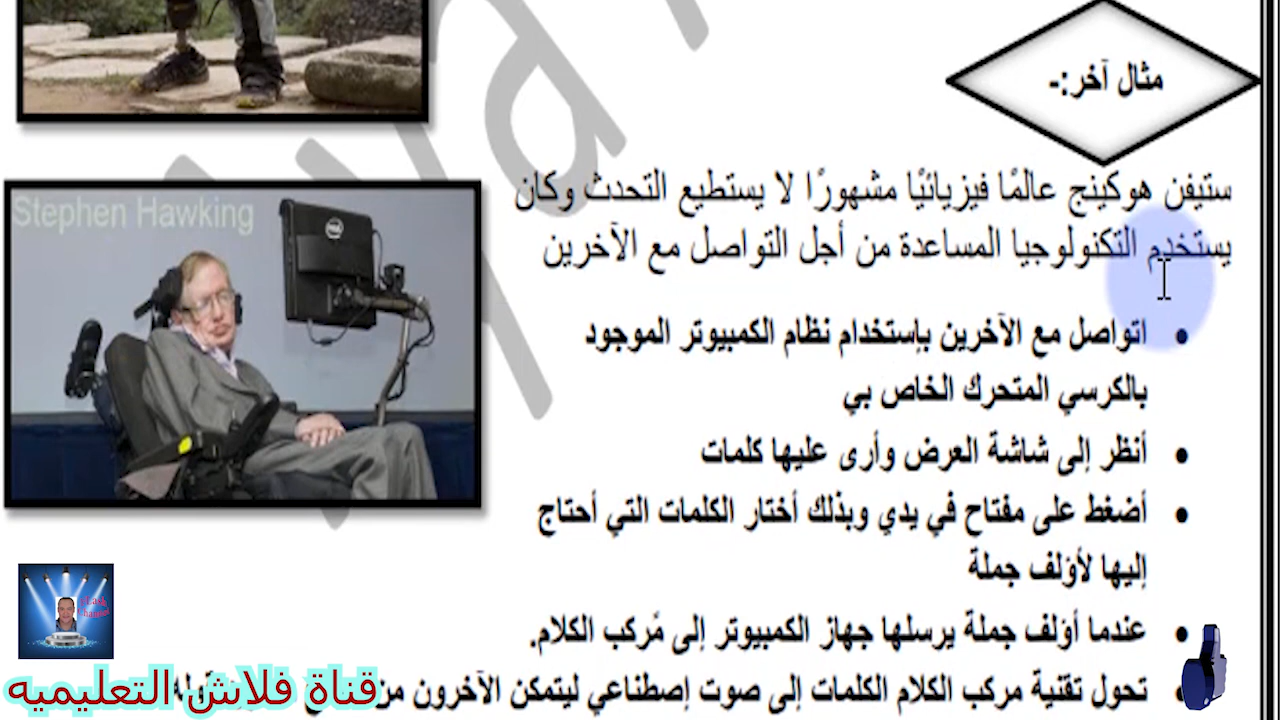 مثال آخر:-
ستيفن هوكينج عالمًا فيزيائيًا مشهورًا لا يستطيع التحدث وكان
يستخدم التكنولوجيا المساعدة من أجل التواصل مع الآخرين
Stephen Hawking
اتواصل مع الآخرين بإستخدام نظام الكمبيوتر الموجود
بالكرسي المتحرك الخاص بي
أنظر إلى شاشة العرض وأرى عليها كلمات
أضغط على مفتاح في يدي وبذلك أختار الكلمات التي أحتاج
إليها لأؤلف جملة
عندما أؤلف جملة يرسلها جهاز الكمبيوتر إلى مُركب الكلام.
تحول تقنية مركب الكلام الكلمات إلى صوت إصطناعي ليتمكن الآخرون من
قناة فلاش التعليميه